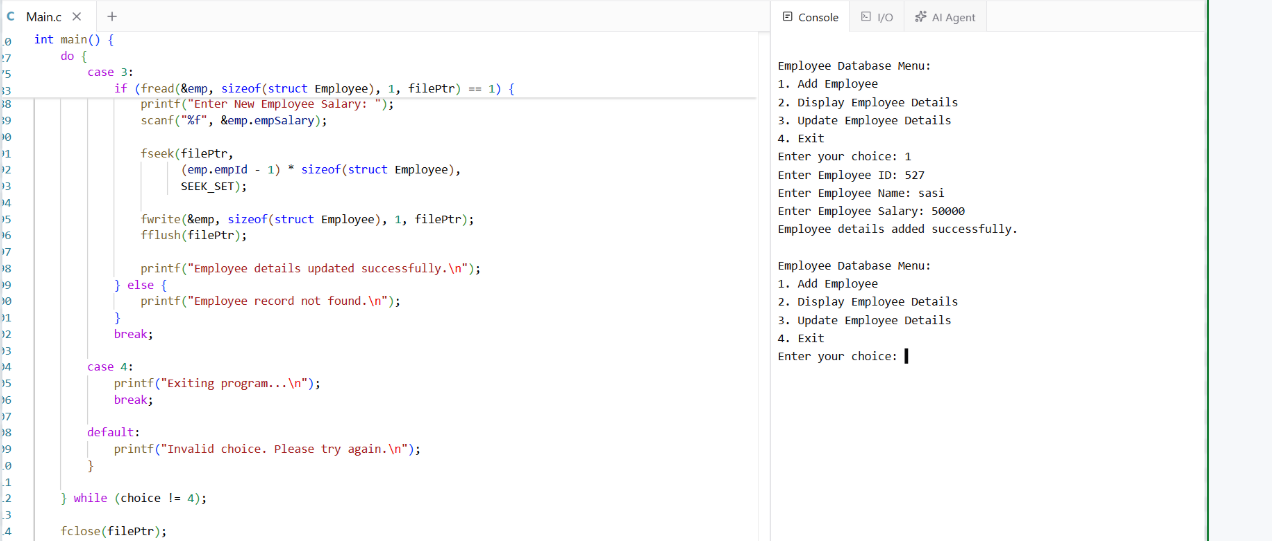 C Main.c × +
int main() {
do {
case 3:
if (fread(&emp, sizeof(struct Employee), 1, filePtr) == 1) {
printf("Enter New Employee Salary: ");
scanf("%f", &emp.empSalary);
fseek(filePtr,
(emp.empId - 1) * sizeof(struct Employee),
SEEK_SET);
fwrite(&emp, sizeof(struct Employee), 1, filePtr);
fflush(filePtr);
printf("Employee details updated successfully.\n");
} else {
printf("Employee record not found.\n");
}
break;
case 4:
printf("Exiting program...\n");
break;
default:
printf("Invalid choice. Please try again.\n");
}
} while (choice != 4);
fclose(filePtr);
Console I/O AI Agent
Employee Database Menu:
1. Add Employee
2. Display Employee Details
3. Update Employee Details
4. Exit
Enter your choice: 1
Enter Employee ID: 527
Enter Employee Name: sasi
Enter Employee Salary: 50000
Employee details added successfully.
Employee Database Menu:
1. Add Employee
2. Display Employee Details
3. Update Employee Details
4. Exit
Enter your choice: